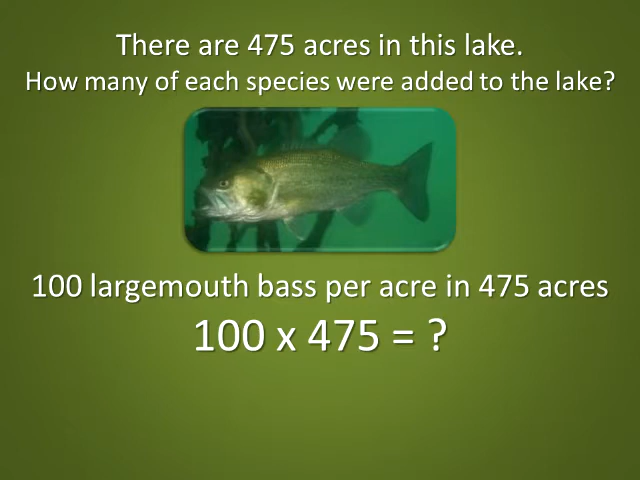 There are 475 acres in this lake.
How many of each species were added to the lake?
100 largemouth bass per acre in 475 acres
100 x 475 = ?